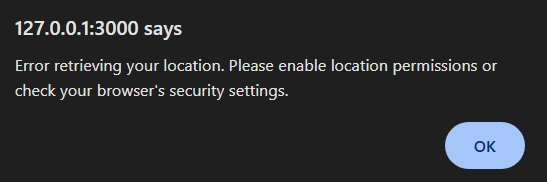 127.0.0.1:3000 says
Error retrieving your location. Please enable location permissions or
check your browser's security settings.
OK